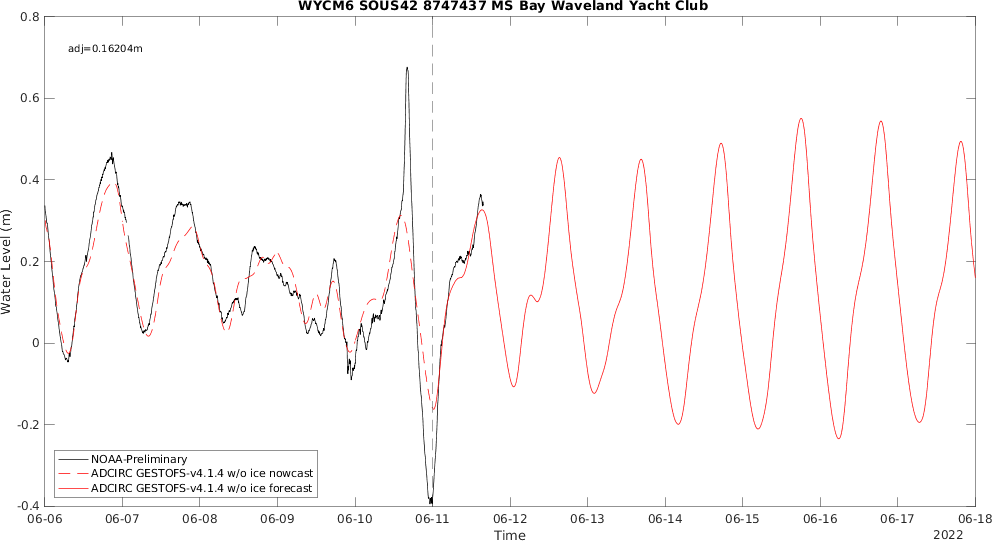 WYCM6 SOUS42 8747437 MS Bay Waveland Yacht Club
adj=0.16204m
Water Level (m)
0.8
0.6
0.4
0.2
0
-0.2
-0.4
NOAA-Preliminary
ADCIRC GESTOFS-v4.1.4 w/o ice nowcast
ADCIRC GESTOFS-v4.1.4 w/o ice forecast
06-06 06-07 06-08 06-09 06-10 06-11 06-12 06-13 06-14 06-15 06-16 06-17 06-18
Time
2022